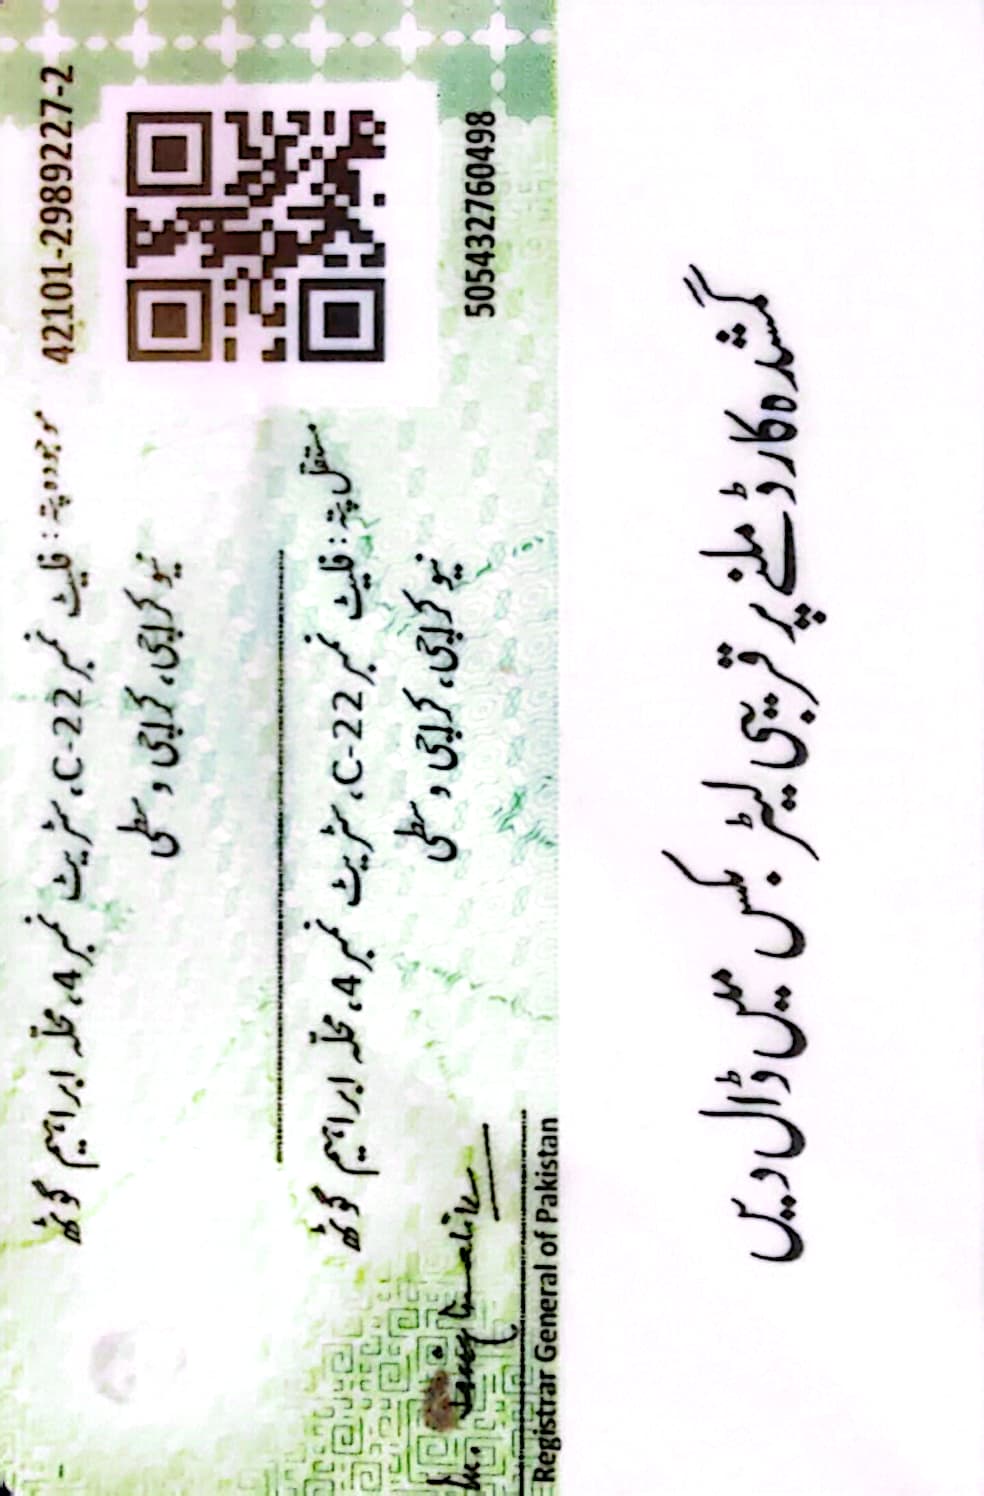 42101-2989227-2
موجودہ پتہ: فلیٹ نمبر C-22، سٹریٹ نمبر 4، محلہ ابراہیم گوٹھ
نیو کراچی، کراچی وسطی
مستقل پتہ: فلیٹ نمبر C-22، سٹریٹ نمبر 4، محلہ ابراہیم گوٹھ
نیو کراچی، کراچی وسطی
505432760498
Registrar General of Pakistan
گمشدہ کارڈ ملنے پر قریبی لیٹر بکس میں ڈال دیں